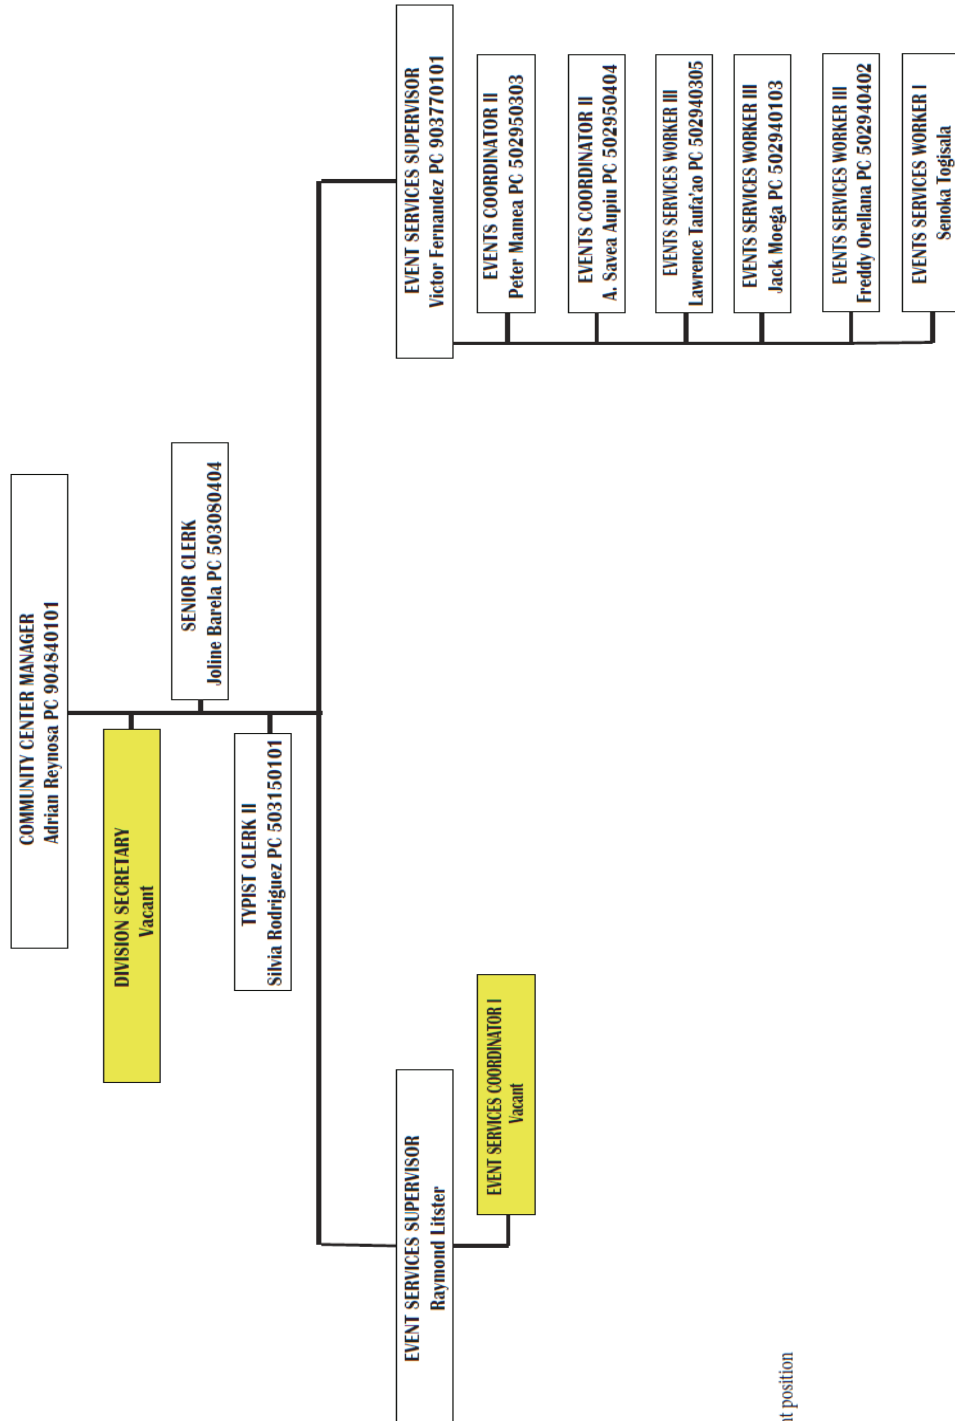 COMMUNITY CENTER MANAGER
Adrian Reynosa PC 904840101
DIVISION SECRETARY
Vacant
SENIOR CLERK
Joline Barela PC 503080404
TYPIST CLERK II
Silvia Rodriguez PC 503150101
EVENT SERVICES SUPERVISOR
Raymond Litster
EVENT SERVICES COORDINATOR I
Vacant
EVENT SERVICES SUPERVISOR
Victor Fernandez PC 903770101
EVENTS COORDINATOR II
Peter Mamea PC 502950303
EVENTS COORDINATOR II
A. Savea Aupiu PC 502950404
EVENTS SERVICES WORKER III
Lawrence Taufa'ao PC 502940305
EVENTS SERVICES WORKER III
Jack Moega PC 502940103
EVENTS SERVICES WORKER III
Freddy Orellana PC 502940402
EVENTS SERVICES WORKER I
Senoka Togisala
position